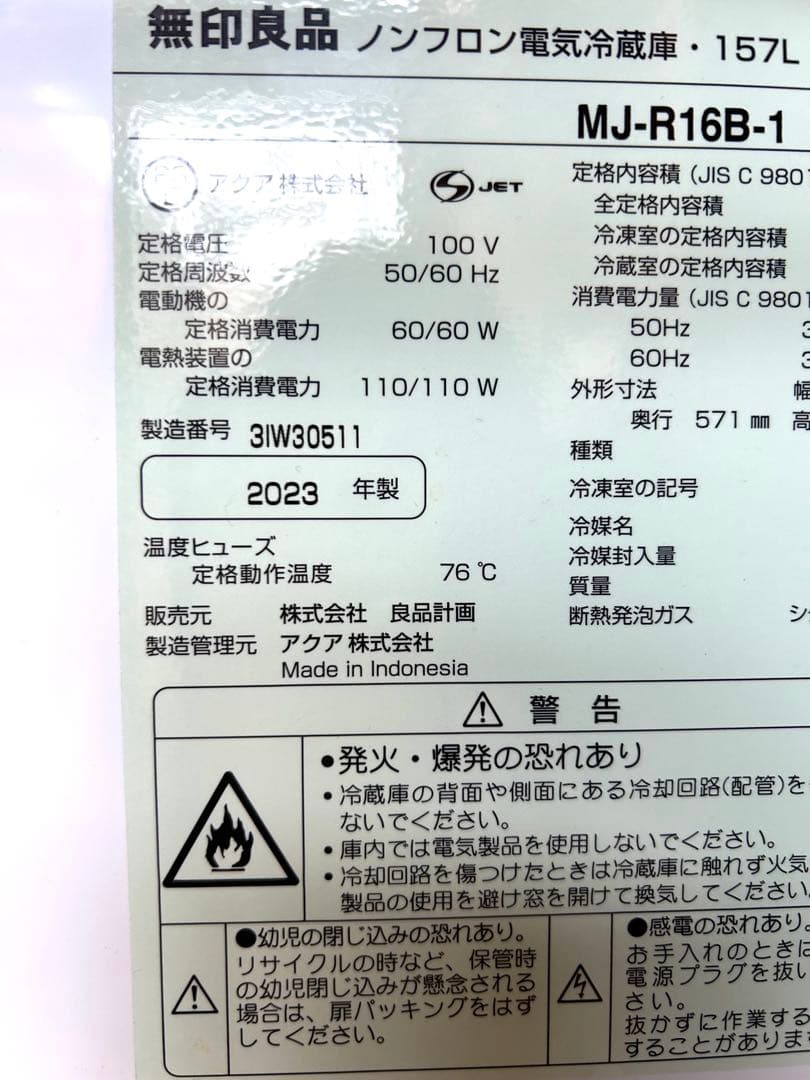 無印良品 ノンフロン電気冷蔵庫・157L
MJ-R16B-1
アクア株式会社
JET
定格電圧 100 V
定格周波数 50/60 Hz
電動機の
定格消費電力 60/60 W
電熱装置の
定格消費電力 110/110 W
製造番号 3IW30511
2023 年製
温度ヒューズ
定格動作温度 76 ℃
販売元 株式会社 良品計画
製造管理元 アクア株式会社
Made in Indonesia
定格内容積 (JIS C 9801
全定格内容積
冷凍室の定格内容積
冷蔵室の定格内容積
消費電力量 (JIS C 9801
50Hz 3
60Hz 3
外形寸法 幅
奥行 571 ㎜ 高
種類
冷凍室の記号
冷媒名
冷媒封入量
質量
断熱発泡ガス シ
警告
●発火・爆発の恐れあり
・冷蔵庫の背面や側面にある冷却回路(配管)を
ないでください。
・庫内では電気製品を使用しないでください。
・冷却回路を傷つけたときは冷蔵庫に触れず火気
製品の使用を避け窓を開けて換気してください。
●幼児の閉じ込みの恐れあり。
リサイクルの時など、保管時
の幼児閉じ込みが懸念される
場合は、扉パッキングをはず
してください。
●感電の恐れあり。
お手入れのときは
電源プラグを抜い
さい。
抜かずに作業する
することがあります